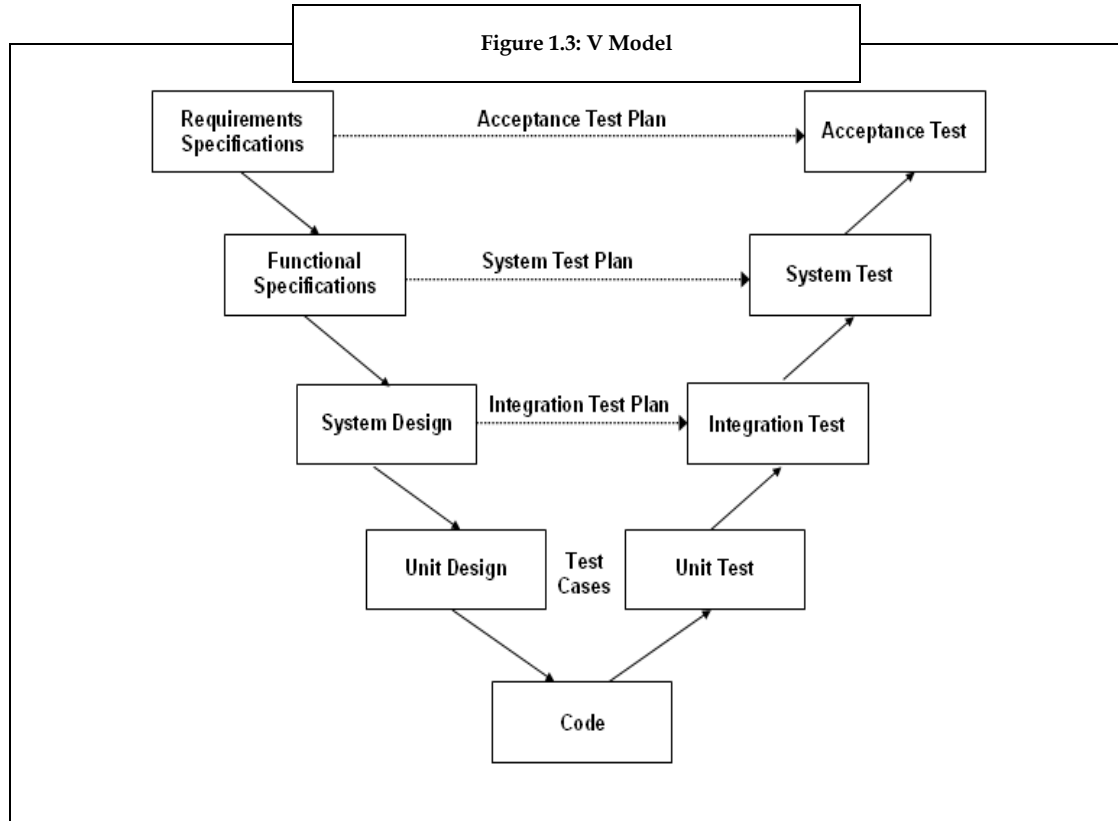 Figure 1.3: V Model
Requirements
Specifications
Acceptance Test Plan
Acceptance Test
Functional
Specifications
System Test Plan
System Test
System Design
Integration Test Plan
Integration Test
Unit Design
Test
Cases
Unit Test
Code